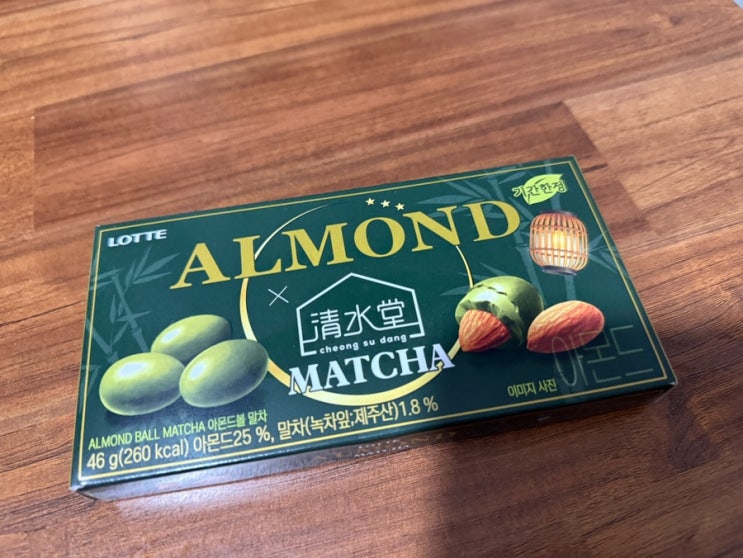 LOTTE
ALMOND
기간한정
×
清水堂
cheong su dang
MATCHA
아몬드
이미지 사진
ALMOND BALL MATCHA 아몬드볼 말차
46 g(260 kcal) 아몬드25 %, 말차(녹차잎;제주산)1.8 %